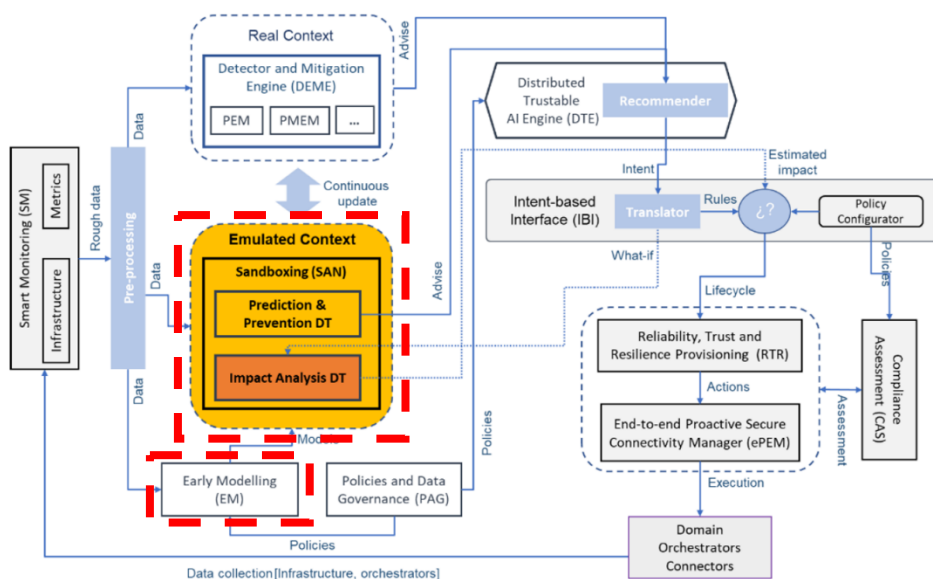 Real Context
Detector and Mitigation
Engine (DEME)
PEM
PMEM
...
Advise
Distributed
Trustable
AI Engine (DTE)
Recommender
Data
Smart Monitoring (SM)
Metrics
Infrastructure
Rough data
Pre-processing
Continuous
update
Intent
Estimated
impact
Intent-based
Interface (IBI)
Translator
Rules
¿?
Policy
Configurator
Emulated Context
Sandboxing (SAN)
Prediction &
Prevention DT
Impact Analysis DT
Data
Advise
What-if
Lifecycle
Policies
Reliability, Trust and
Resilience Provisioning (RTR)
Actions
End-to-end Proactive Secure
Connectivity Manager (ePEM)
Compliance
Assessment (CAS)
Assessment
Data
Models
Early Modelling
(EM)
Policies and Data
Governance (PAG)
Policies
Policies
Execution
Domain
Orchestrators
Connectors
Data collection[Infrastructure, orchestrators]